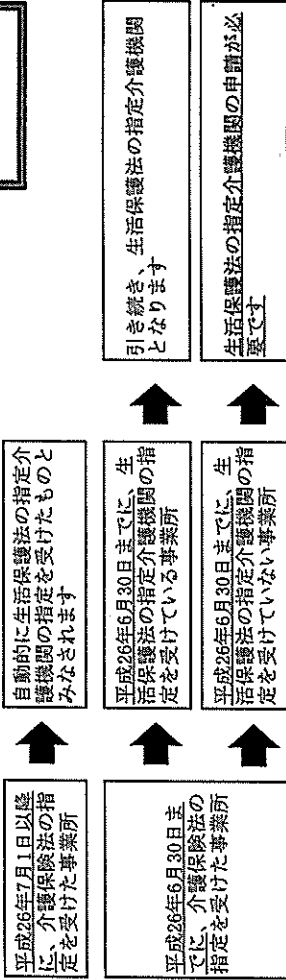 平成26年7月1日以降
に、介護保険法の指
定を受けた事業所
自動的に生活保護法の指定介
護機関の指定を受けたものと
みなされます
平成26年6月30日ま
でに、介護保険法の
指定を受けた事業所
平成26年6月30日までに、生
活保護法の指定介護機関の指
定を受けている事業所
引き続き、生活保護法の指定介護機関
となります
平成26年6月30日までに、生
活保護法の指定介護機関の指
定を受けていない事業所
生活保護法の指定介護機関の申請が必
要です